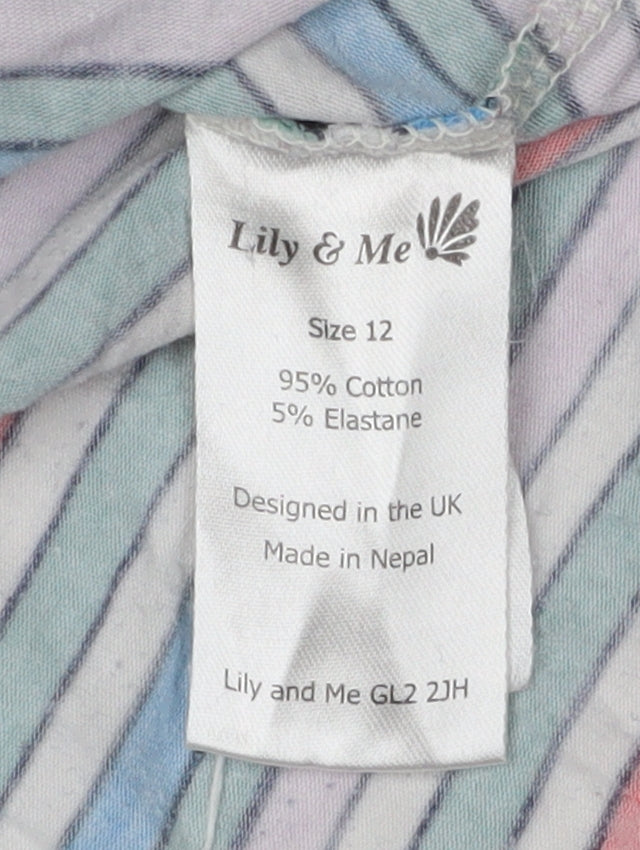 Lily & Me
Size 12
95% Cotton
5% Elastane
Designed in the UK
Made in Nepal
Lily and Me GL2 2JH